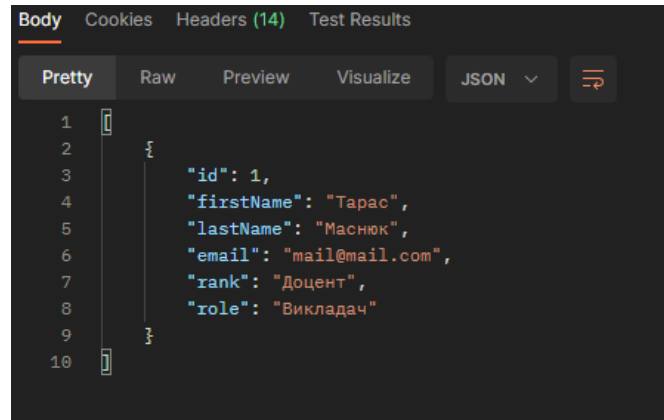 Body Cookies Headers (14) Test Results
Pretty Raw Preview Visualize JSON
1 [
2 {
3 "id": 1,
4 "firstName": "Тарас",
5 "lastName": "Маснюк",
6 "email": "mail@mail.com",
7 "rank": "Доцент",
8 "role": "Викладач"
9 }
10 ]